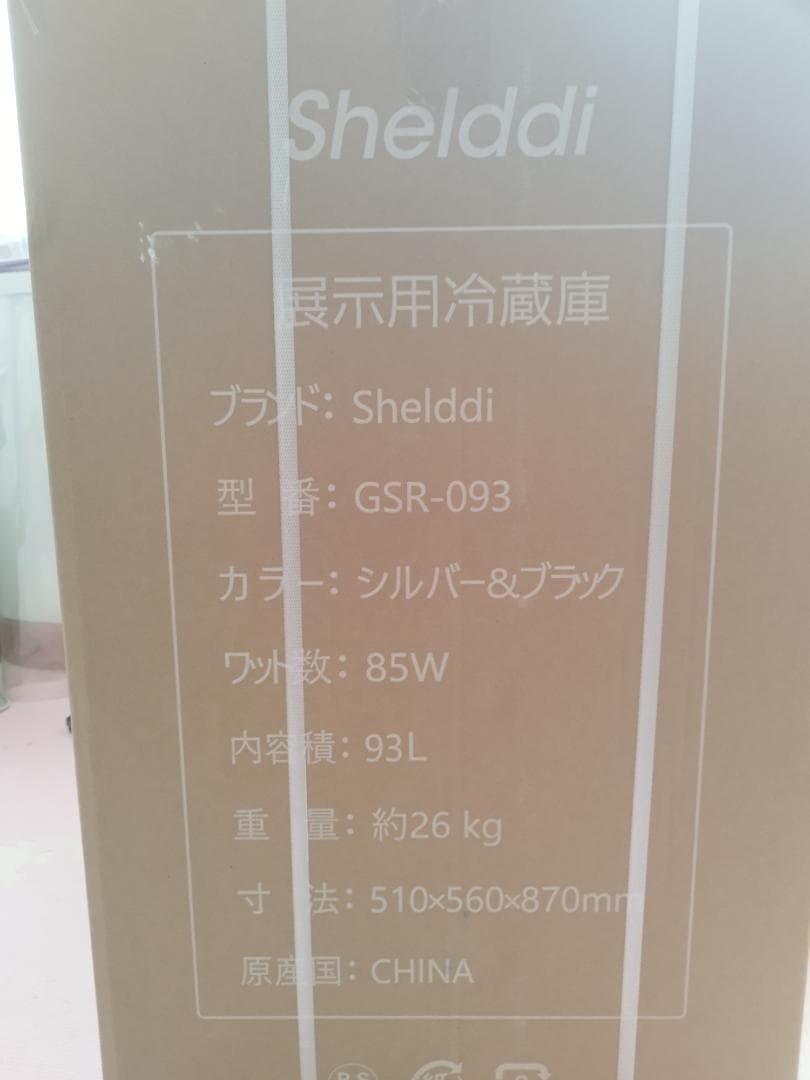 Shelddi
展示用冷蔵庫
ブランド：Shelddi
型 番：GSR-093
カラー：シルバー&ブラック
ワット数：85W
内容積：93L
重 量：約26 kg
寸 法：510×560×870mm
原産国：CHINA